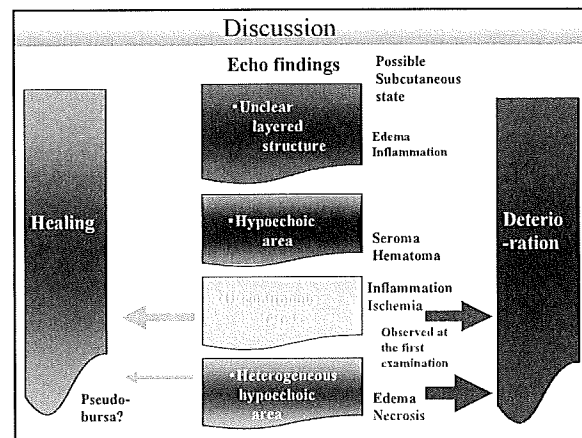 Discussion
Echo findings
Possible
Subcutaneous
state
•Unclear
layered
structure
Edema
Inflammation
Healing
•Hypoechoic
area
Seroma
Hematoma
Deterio
-ration
Inflammation
Ischemia
Observed at
the first
examination
•Heterogeneous
hypoechoic
area
Edema
Necrosis
Pseudo-
bursa?